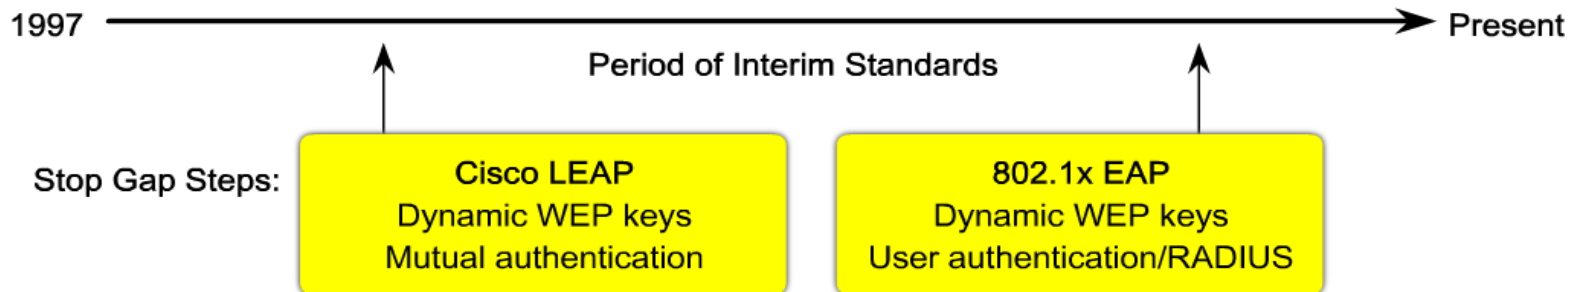 1997
Present
Period of Interim Standards
Stop Gap Steps:
Cisco LEAP
Dynamic WEP keys
Mutual authentication
802.1x EAP
Dynamic WEP keys
User authentication/RADIUS